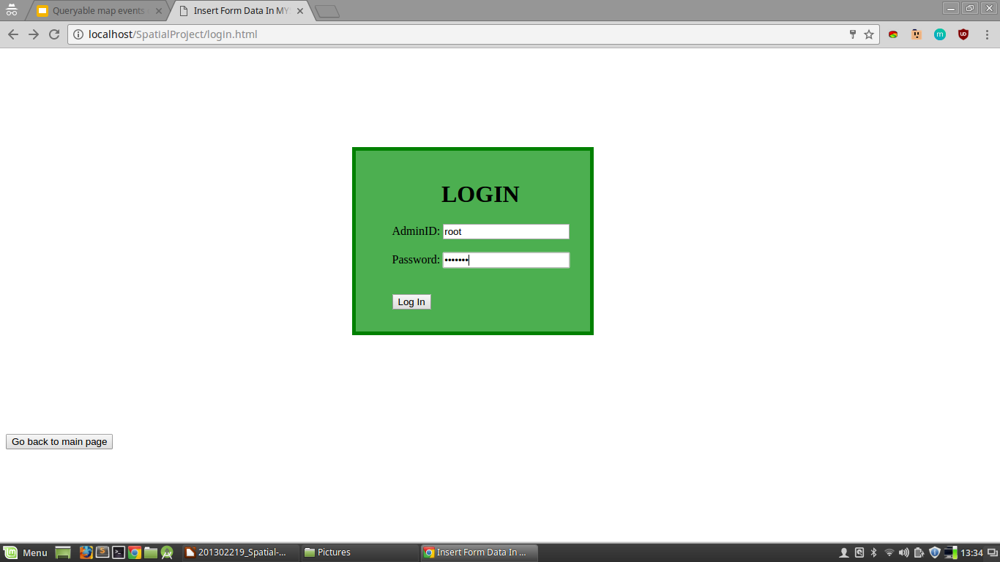 Queryable map events
Insert Form Data In MY
localhost/SpatialProject/login.html
m
LOGIN
AdminID: root
Password: •••••••
Log In
Go back to main page
Menu
201302219_Spatial-...
Pictures
Insert Form Data In ...
13:34